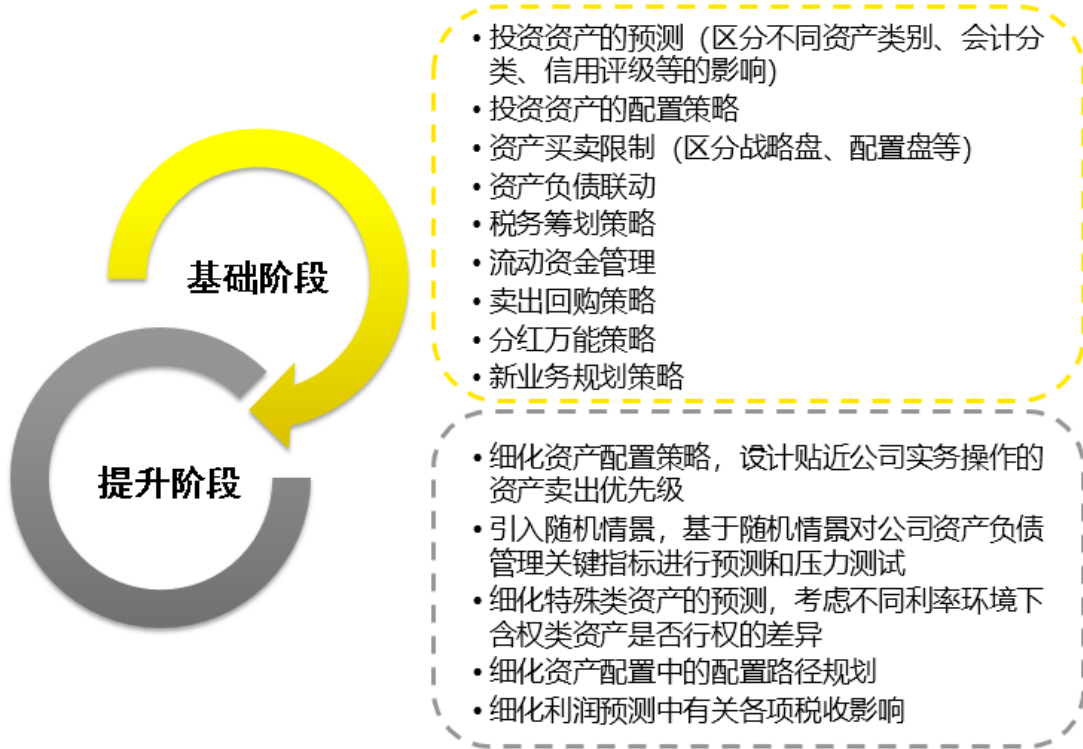 基础阶段
• 投资资产的预测（区分不同资产类别、会计分
类、信用评级等的影响）
• 投资资产的配置策略
• 资产买卖限制（区分战略盘、配置盘等）
• 资产负债联动
• 税务筹划策略
• 流动资金管理
• 卖出回购策略
• 分红万能策略
• 新业务规划策略
提升阶段
• 细化资产配置策略，设计贴近公司实务操作的
资产卖出优先级
• 引入随机情景，基于随机情景对公司资产负债
管理关键指标进行预测和压力测试
• 细化特殊类资产的预测，考虑不同利率环境下
含权类资产是否行权的差异
• 细化资产配置中的配置路径规划
• 细化利润预测中有关各项税收影响